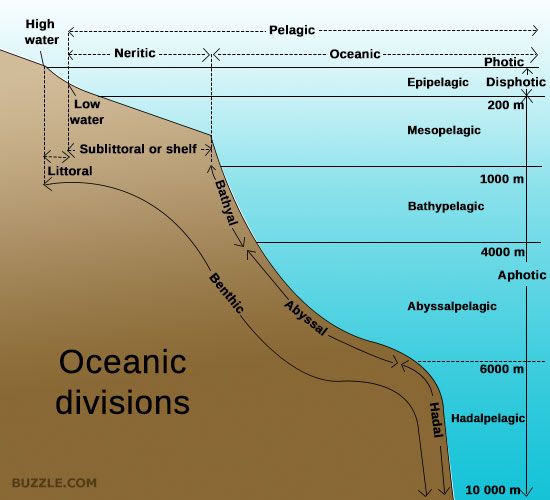 High
water
Pelagic
Neritic
Oceanic
Photic
Epipelagic
Disphotic
200 m
Low
water
Mesopelagic
Sublittoral or shelf
Littoral
1000 m
Bathyal
Bathypelagic
4000 m
Aphotic
Benthic
Abyssal
Abyssalpelagic
6000 m
Oceanic
divisions
Hadal
Hadalpelagic
BUZZLE.COM
10 000 m